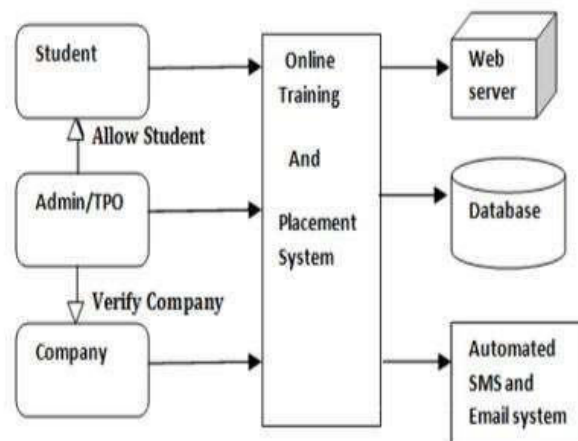 Student
Allow Student
Admin/TPO
Verify Company
Company
Online
Training
And
Placement
System
Web
server
Database
Automated
SMS and
Email system